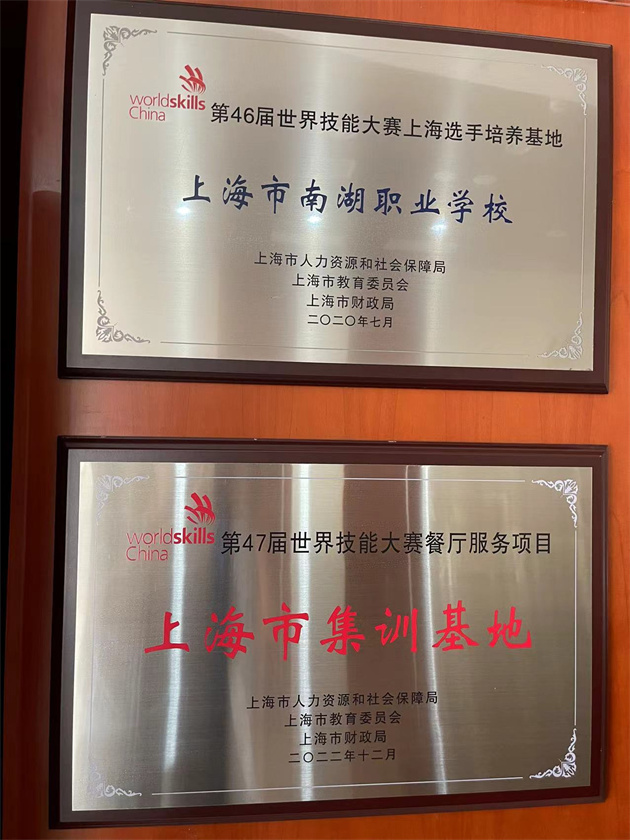 worldskills
China
第46届世界技能大赛上海选手培养基地
上海市南湖职业学校
上海市人力资源和社会保障局
上海市教育委员会
上海市财政局
二〇二〇年七月
worldskills
China
第47届世界技能大赛餐厅服务项目
上海市集训基地
上海市人力资源和社会保障局
上海市教育委员会
上海市财政局
二〇二二年十二月